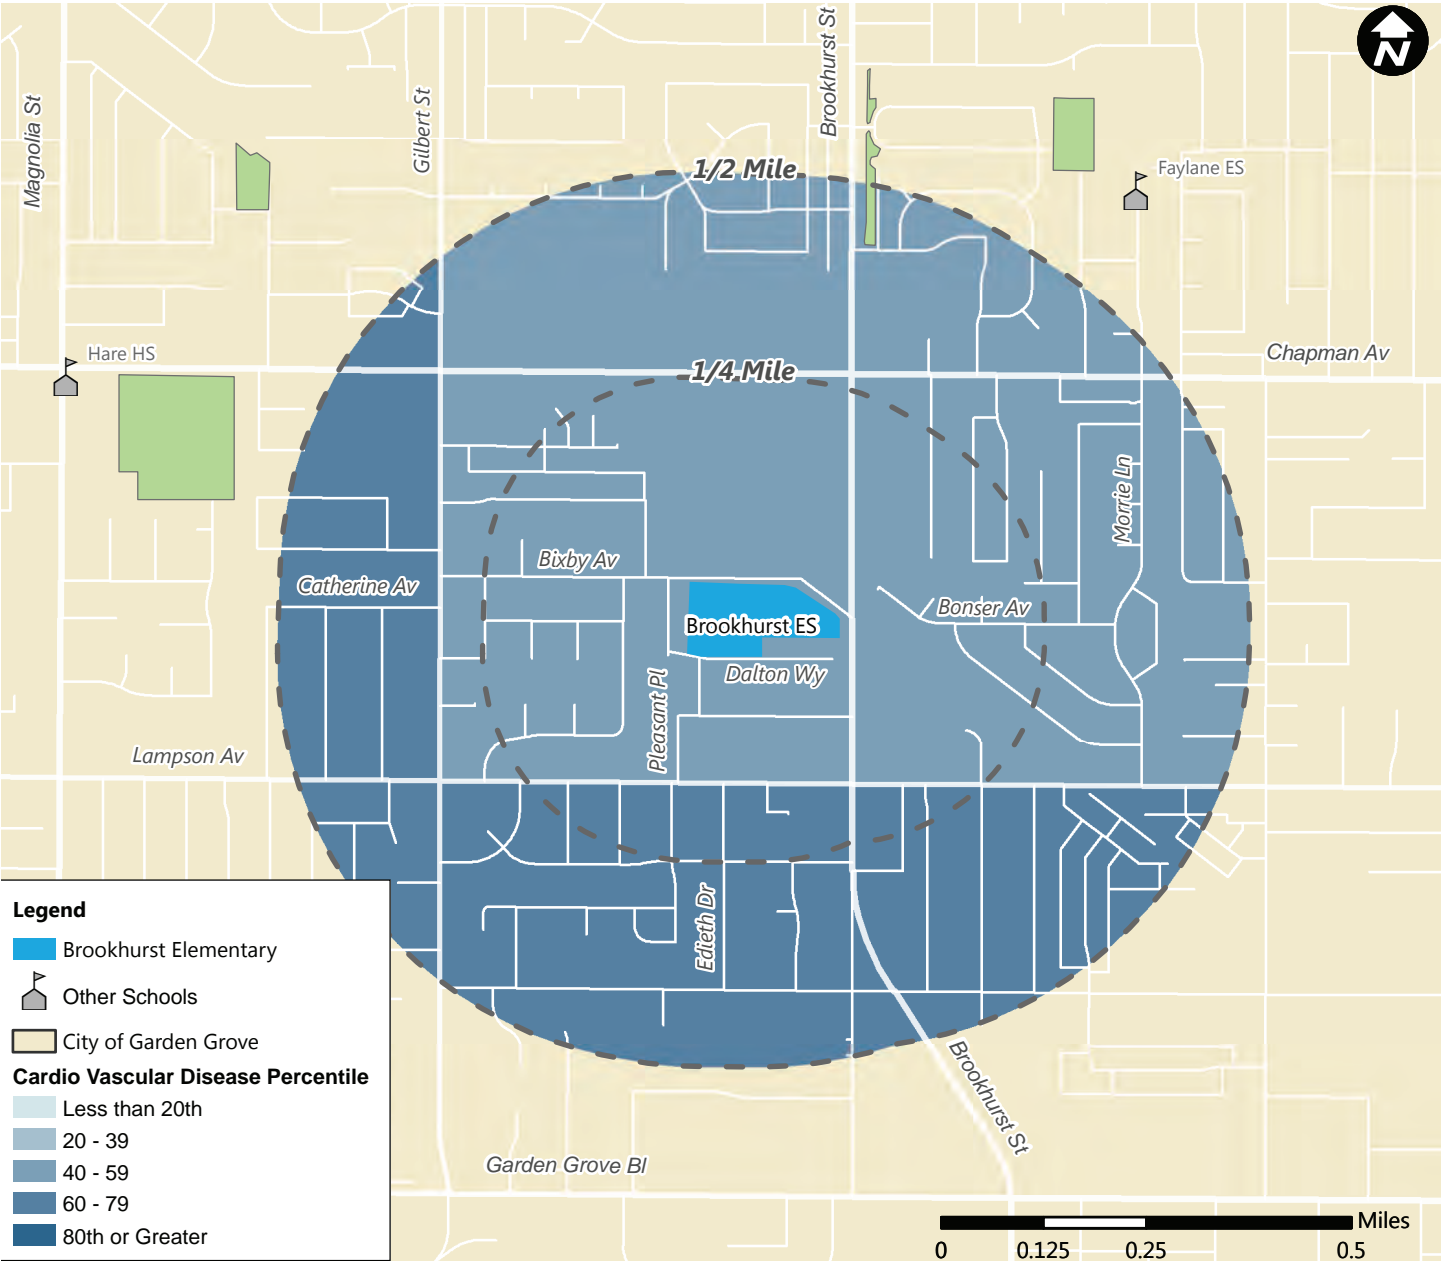 Brookhurst St
N
Magnolia St
Gilbert St
1/2 Mile
Faylane ES
Hare HS
1/4 Mile
Chapman Av
Morrie Ln
Bixby Av
Catherine Av
Bonser Av
Brookhurst ES
Dalton Wy
Pleasant Pl
Lampson Av
Edieth Dr
Brookhurst St
Garden Grove Bl
Legend
Brookhurst Elementary
Other Schools
City of Garden Grove
Cardio Vascular Disease Percentile
Less than 20th
20 - 39
40 - 59
60 - 79
80th or Greater
Miles
0 0.125 0.25 0.5